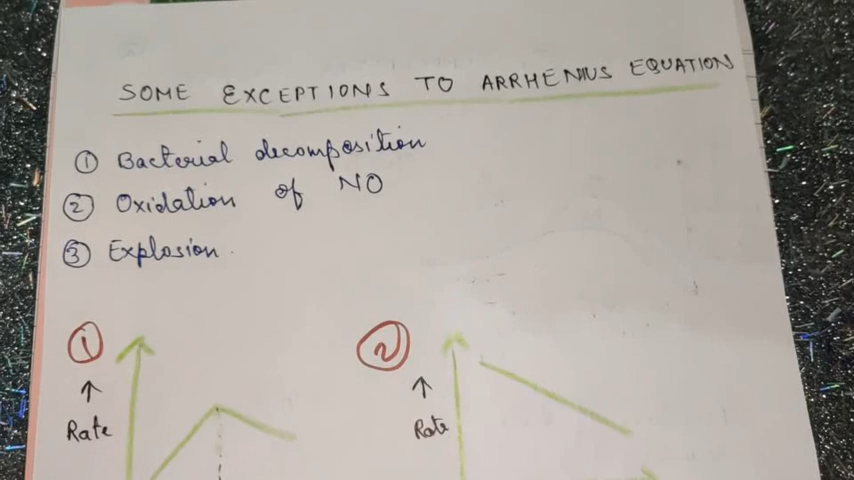 SOME EXCEPTIONS TO ARRHENIUS EQUATION
① Bacterial decomposition
② Oxidation of NO
③ Explosion.
① ②
↑ ↑
Rate Rate